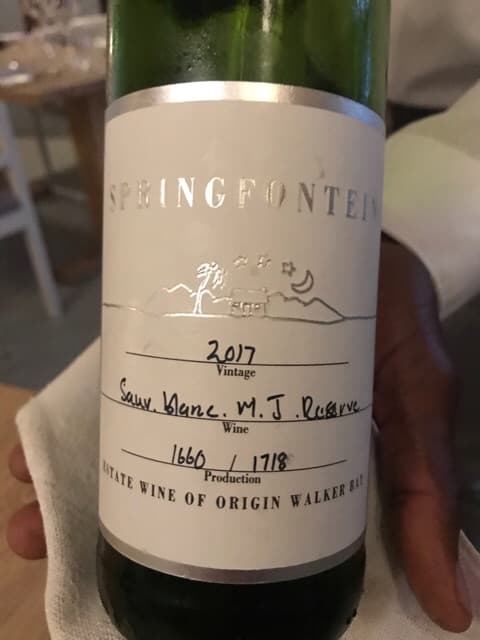 SPRINGFONTEIN
2017
Vintage
Sauv. blanc. M. J. Reserve
Wine
1660 / 1718
Production
ESTATE WINE OF ORIGIN WALKER BAY